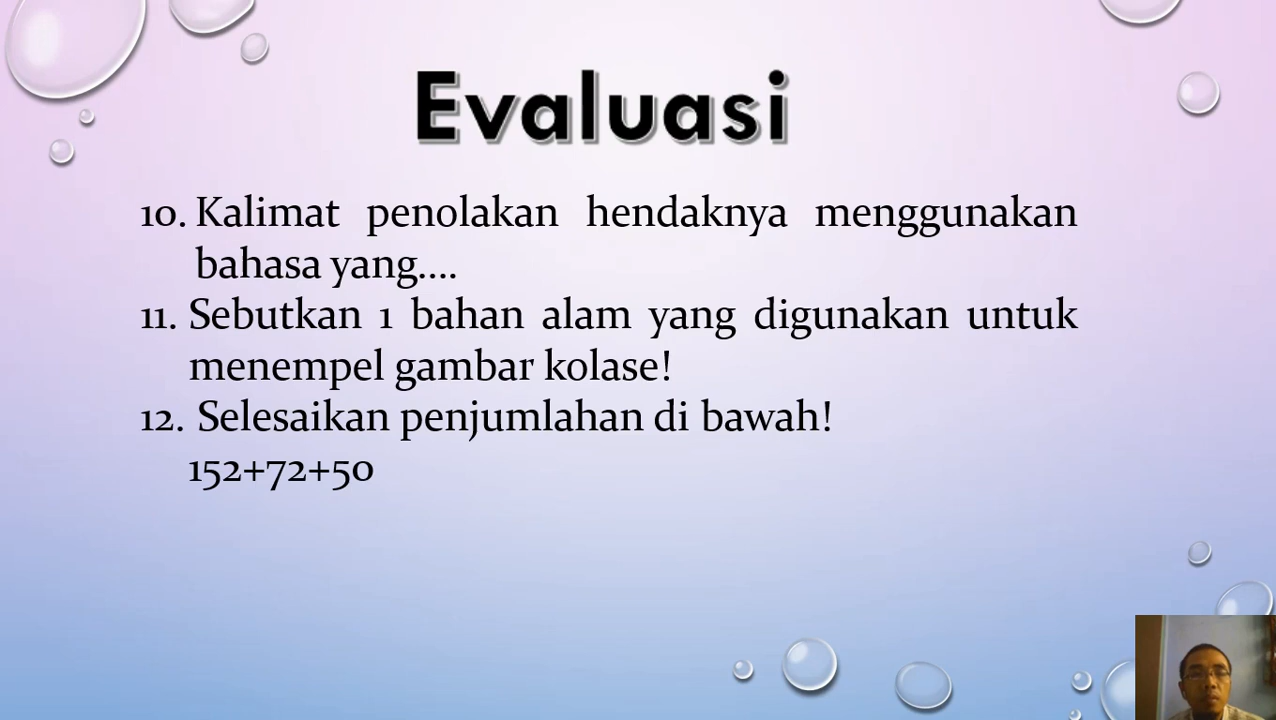 Evaluasi
10. Kalimat penolakan hendaknya menggunakan
bahasa yang....
11. Sebutkan 1 bahan alam yang digunakan untuk
menempel gambar kolase!
12. Selesaikan penjumlahan di bawah!
152+72+50